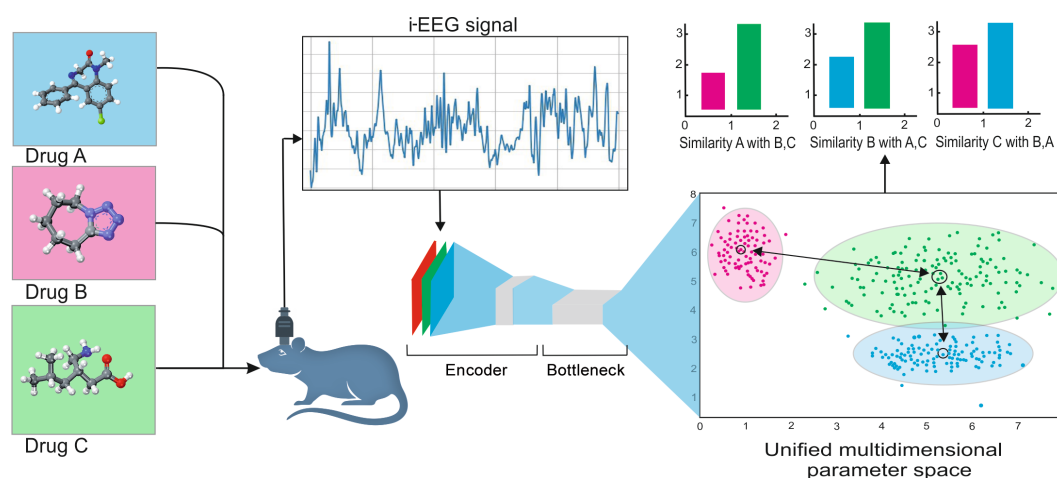 i-EEG signal
Drug A
Drug B
Drug C
Encoder
Bottleneck
3
2
1
0 1 2
Similarity A with B,C
3
2
1
0 1 2
Similarity B with A,C
3
2
1
0 1 2
Similarity C with B,A
8
7
6
5
4
3
2
1
0 1 2 3 4 5 6 7
Unified multidimensional
parameter space